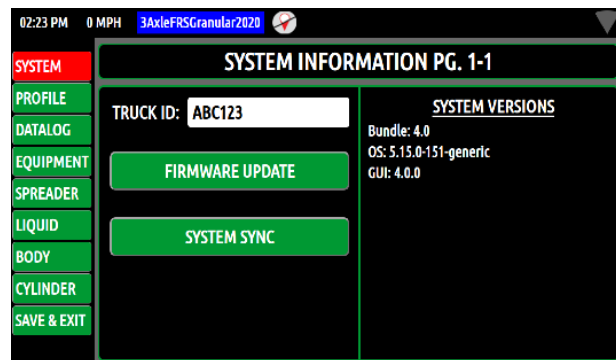 02:23 PM 0 MPH 3AxleFRSGranular2020
SYSTEM
PROFILE
DATALOG
EQUIPMENT
SPREADER
LIQUID
BODY
CYLINDER
SAVE & EXIT
SYSTEM INFORMATION PG. 1-1
TRUCK ID: ABC123
FIRMWARE UPDATE
SYSTEM SYNC
SYSTEM VERSIONS
Bundle: 4.0
OS: 5.15.0-151-generic
GUI: 4.0.0